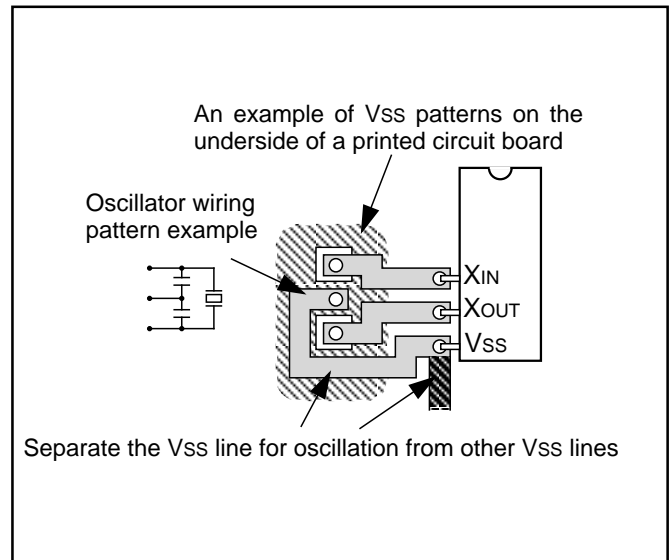 An example of VSS patterns on the
underside of a printed circuit board
Oscillator wiring
pattern example
XIN
XOUT
VSS
Separate the VSS line for oscillation from other VSS lines